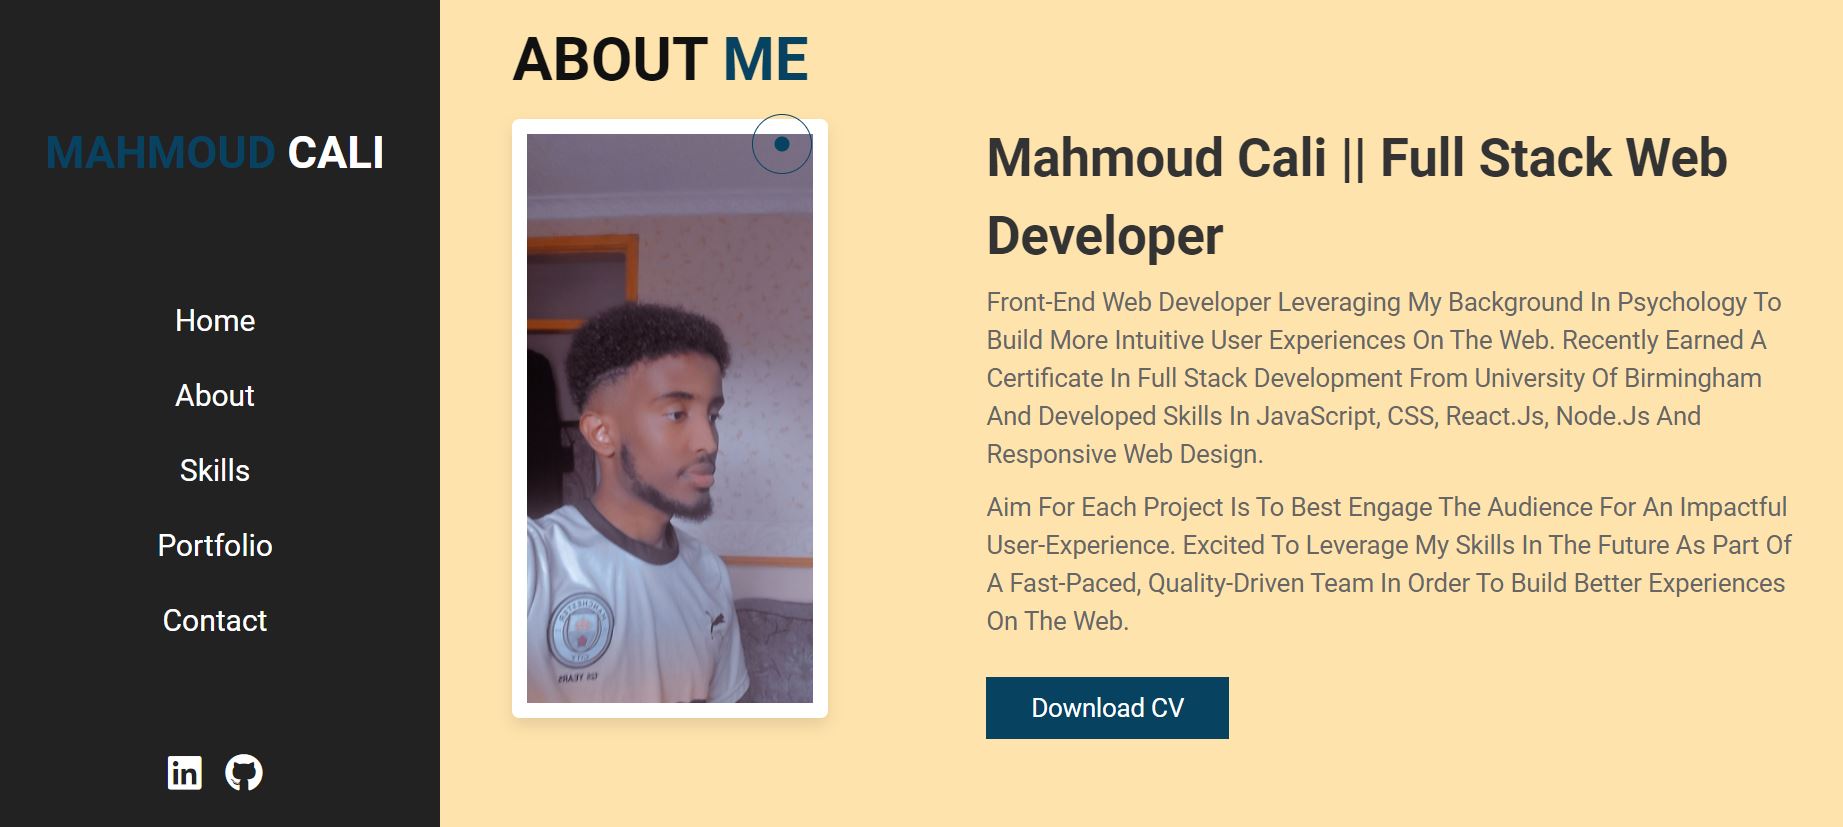 MAHMOUD CALI
Home
About
Skills
Portfolio
Contact
ABOUT ME
MANCHESTER
CITY
125 YEARS
Mahmoud Cali || Full Stack Web
Developer
Front-End Web Developer Leveraging My Background In Psychology To
Build More Intuitive User Experiences On The Web. Recently Earned A
Certificate In Full Stack Development From University Of Birmingham
And Developed Skills In JavaScript, CSS, React.Js, Node.Js And
Responsive Web Design.
Aim For Each Project Is To Best Engage The Audience For An Impactful
User-Experience. Excited To Leverage My Skills In The Future As Part Of
A Fast-Paced, Quality-Driven Team In Order To Build Better Experiences
On The Web.
Download CV
in